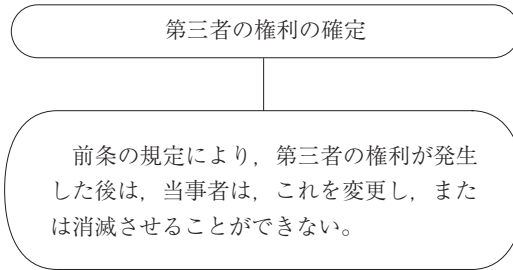 第三者の権利の確定
　前条の規定により，第三者の権利が発生
した後は，当事者は，これを変更し，また
は消滅させることができない。